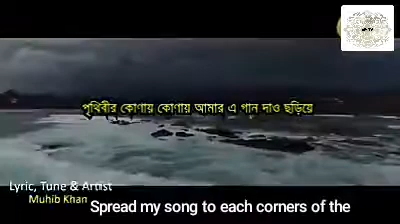 পৃথিবীর কোণায় কোণায় আমার এ গান দাও ছড়িয়ে
Lyric, Tune & Artist
Muhib Khan
Spread my song to each corners of the